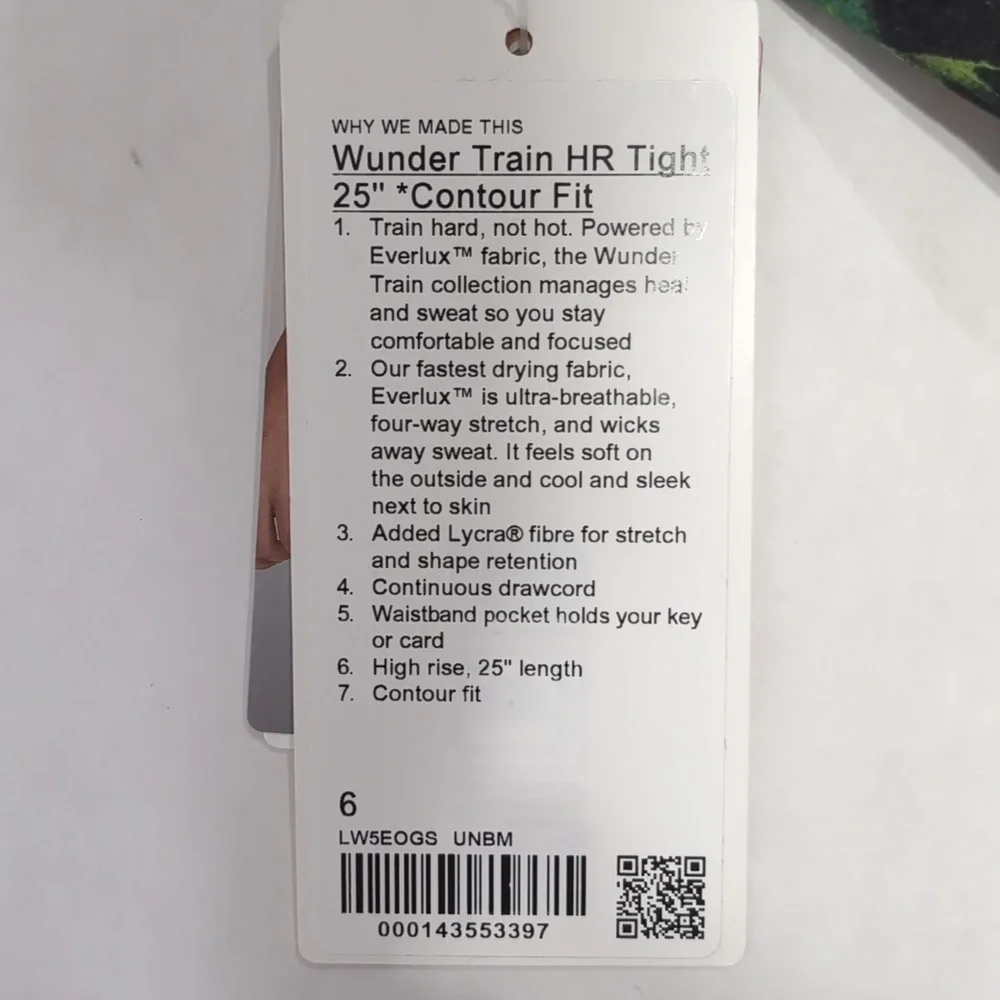 WHY WE MADE THIS
Wunder Train HR Tight
25" *Contour Fit
1. Train hard, not hot. Powered by
Everlux™ fabric, the Wunder
Train collection manages heat
and sweat so you stay
comfortable and focused
2. Our fastest drying fabric,
Everlux™ is ultra-breathable,
four-way stretch, and wicks
away sweat. It feels soft on
the outside and cool and sleek
next to skin
3. Added Lycra® fibre for stretch
and shape retention
4. Continuous drawcord
5. Waistband pocket holds your key
or card
6. High rise, 25" length
7. Contour fit
6
LW5EOGS UNBM
000143553397